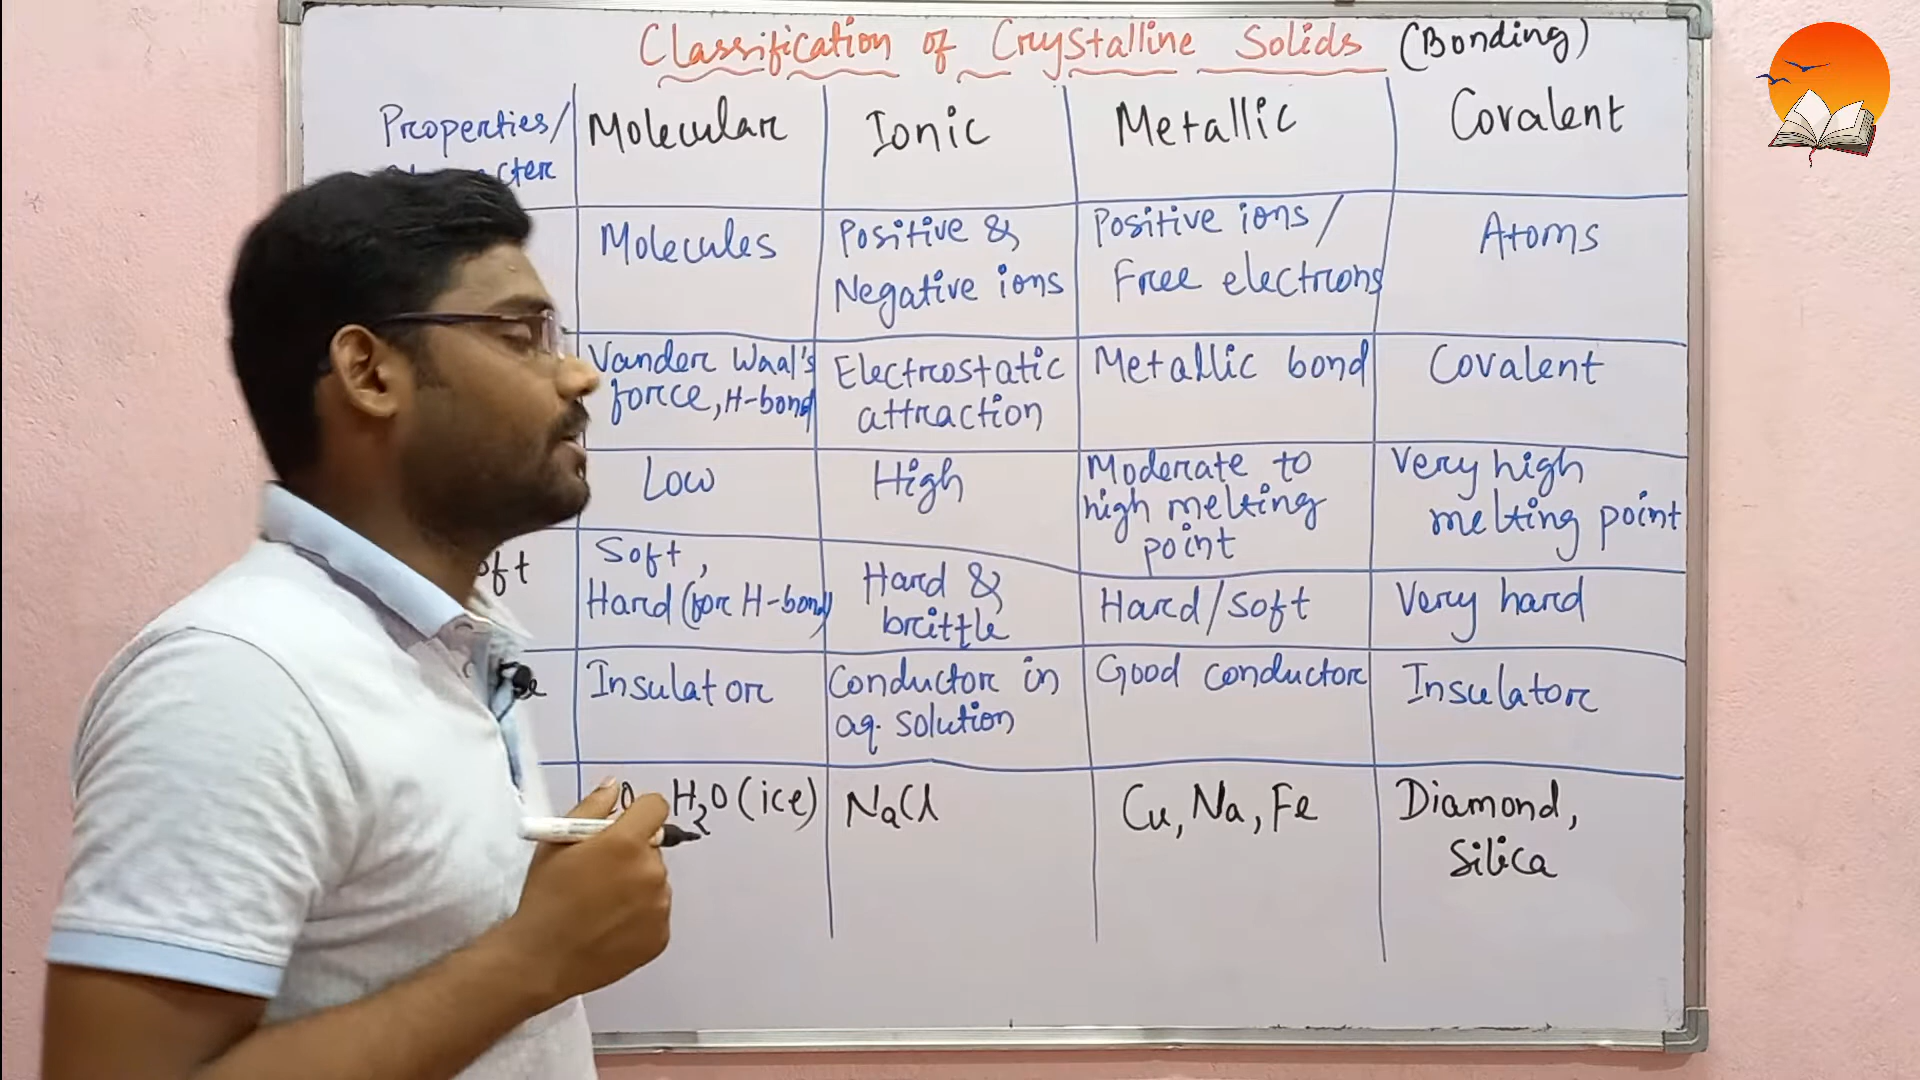 Classification of Crystalline Solids (Bonding)
Properties/ Molecular Ionic Metallic Covalent
Molecules Positive & Negative ions Positive ions / Free electrons Atoms
Vander Waal's force, H-bond Electrostatic attraction Metallic bond Covalent
Low High Moderate to high melting point Very high melting point
Soft, Hard (for H-bond) Hard & brittle Hard/soft Very hard
Insulator Conductor in aq. solution Good conductor Insulator
H2O (ice) NaCl Cu, Na, Fe Diamond, Silica